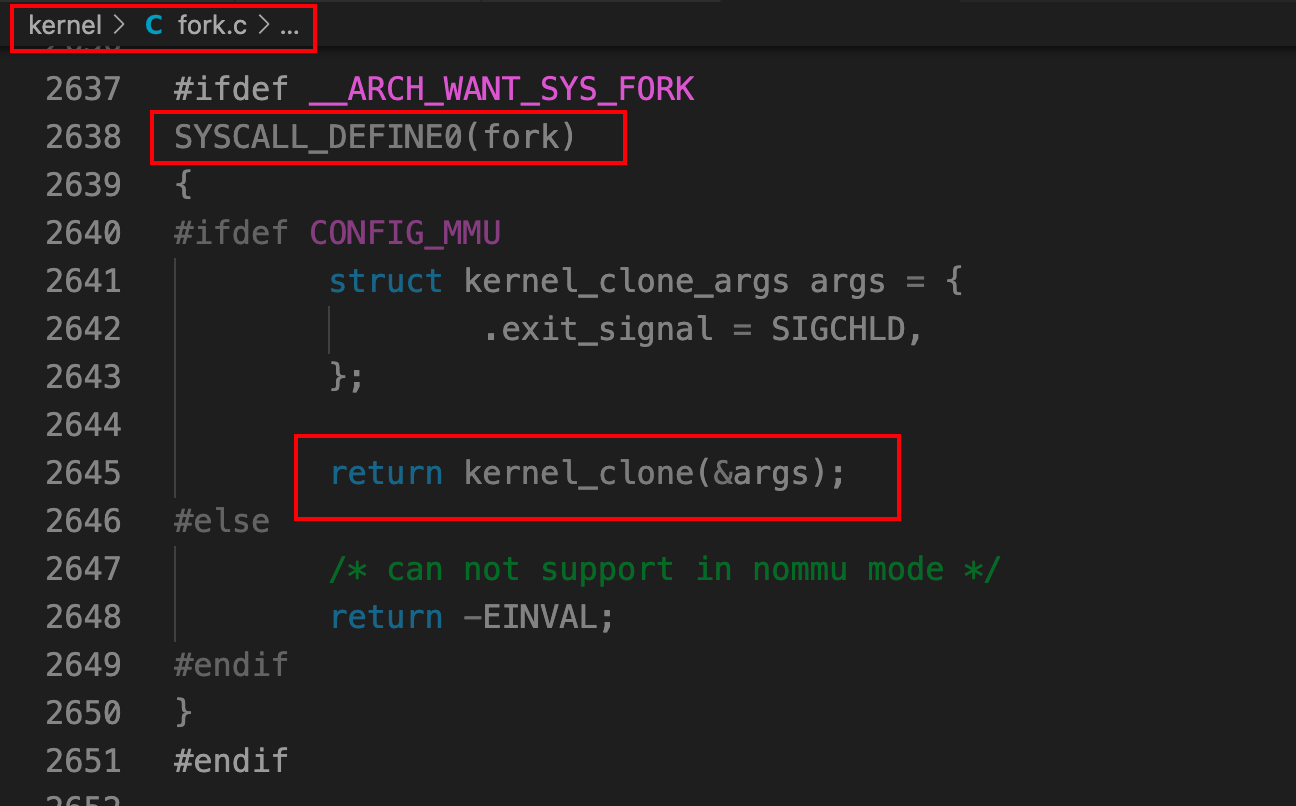 kernel > C fork.c > ...
2637 #ifdef __ARCH_WANT_SYS_FORK
2638 SYSCALL_DEFINE0(fork)
2639 {
2640 #ifdef CONFIG_MMU
2641         struct kernel_clone_args args = {
2642                 .exit_signal = SIGCHLD,
2643         };
2644
2645         return kernel_clone(&args);
2646 #else
2647         /* can not support in nommu mode */
2648         return -EINVAL;
2649 #endif
2650 }
2651 #endif